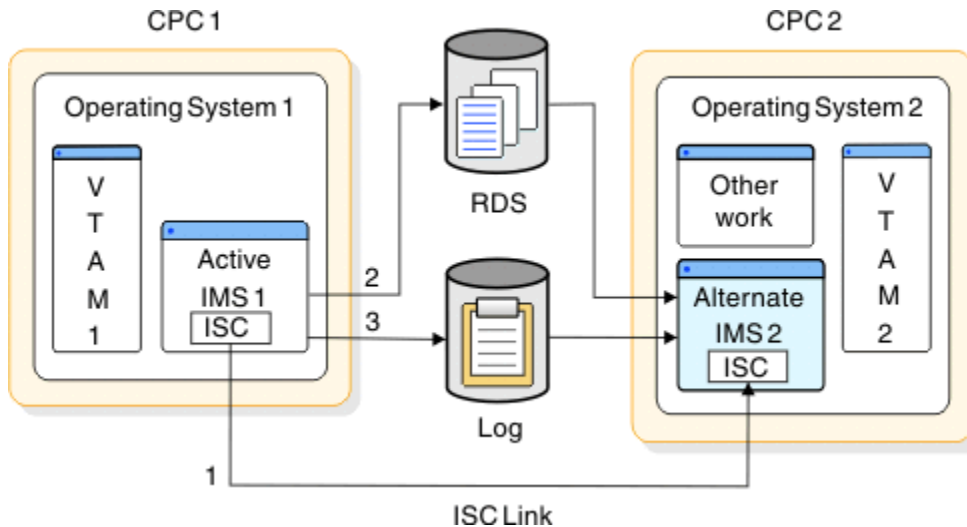 CPC 1
CPC 2
Operating System 1
V
T
A
M
1
Active
IMS 1
ISC
2
3
1
RDS
Log
ISC Link
Operating System 2
Other
work
Alternate
IMS 2
ISC
V
T
A
M
2